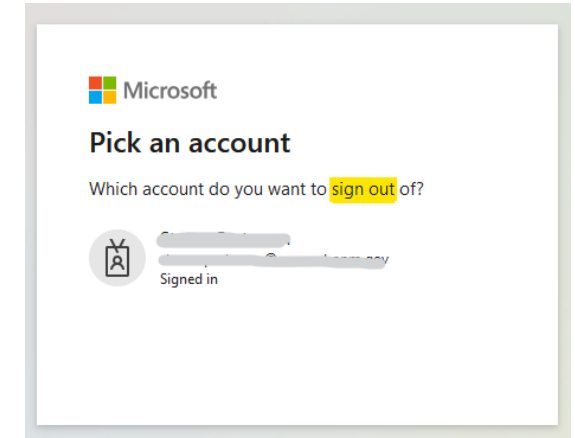 Microsoft
Pick an account
Which account do you want to sign out of?
Signed in